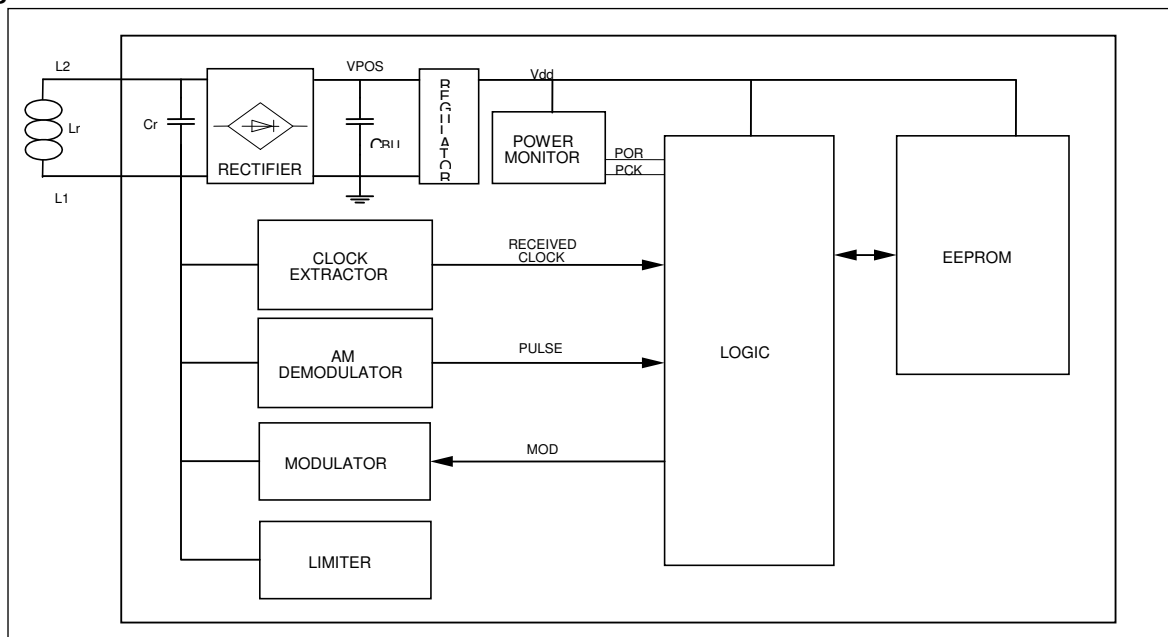 L2
VPOS
Vdd
Lr
Cr
RECTIFIER
POWER
MONITOR
POR
PCK
L1
RECEIVED
CLOCK
CLOCK
EXTRACTOR
EEPROM
AM
DEMODULATOR
PULSE
LOGIC
MODULATOR
MOD
LIMITER